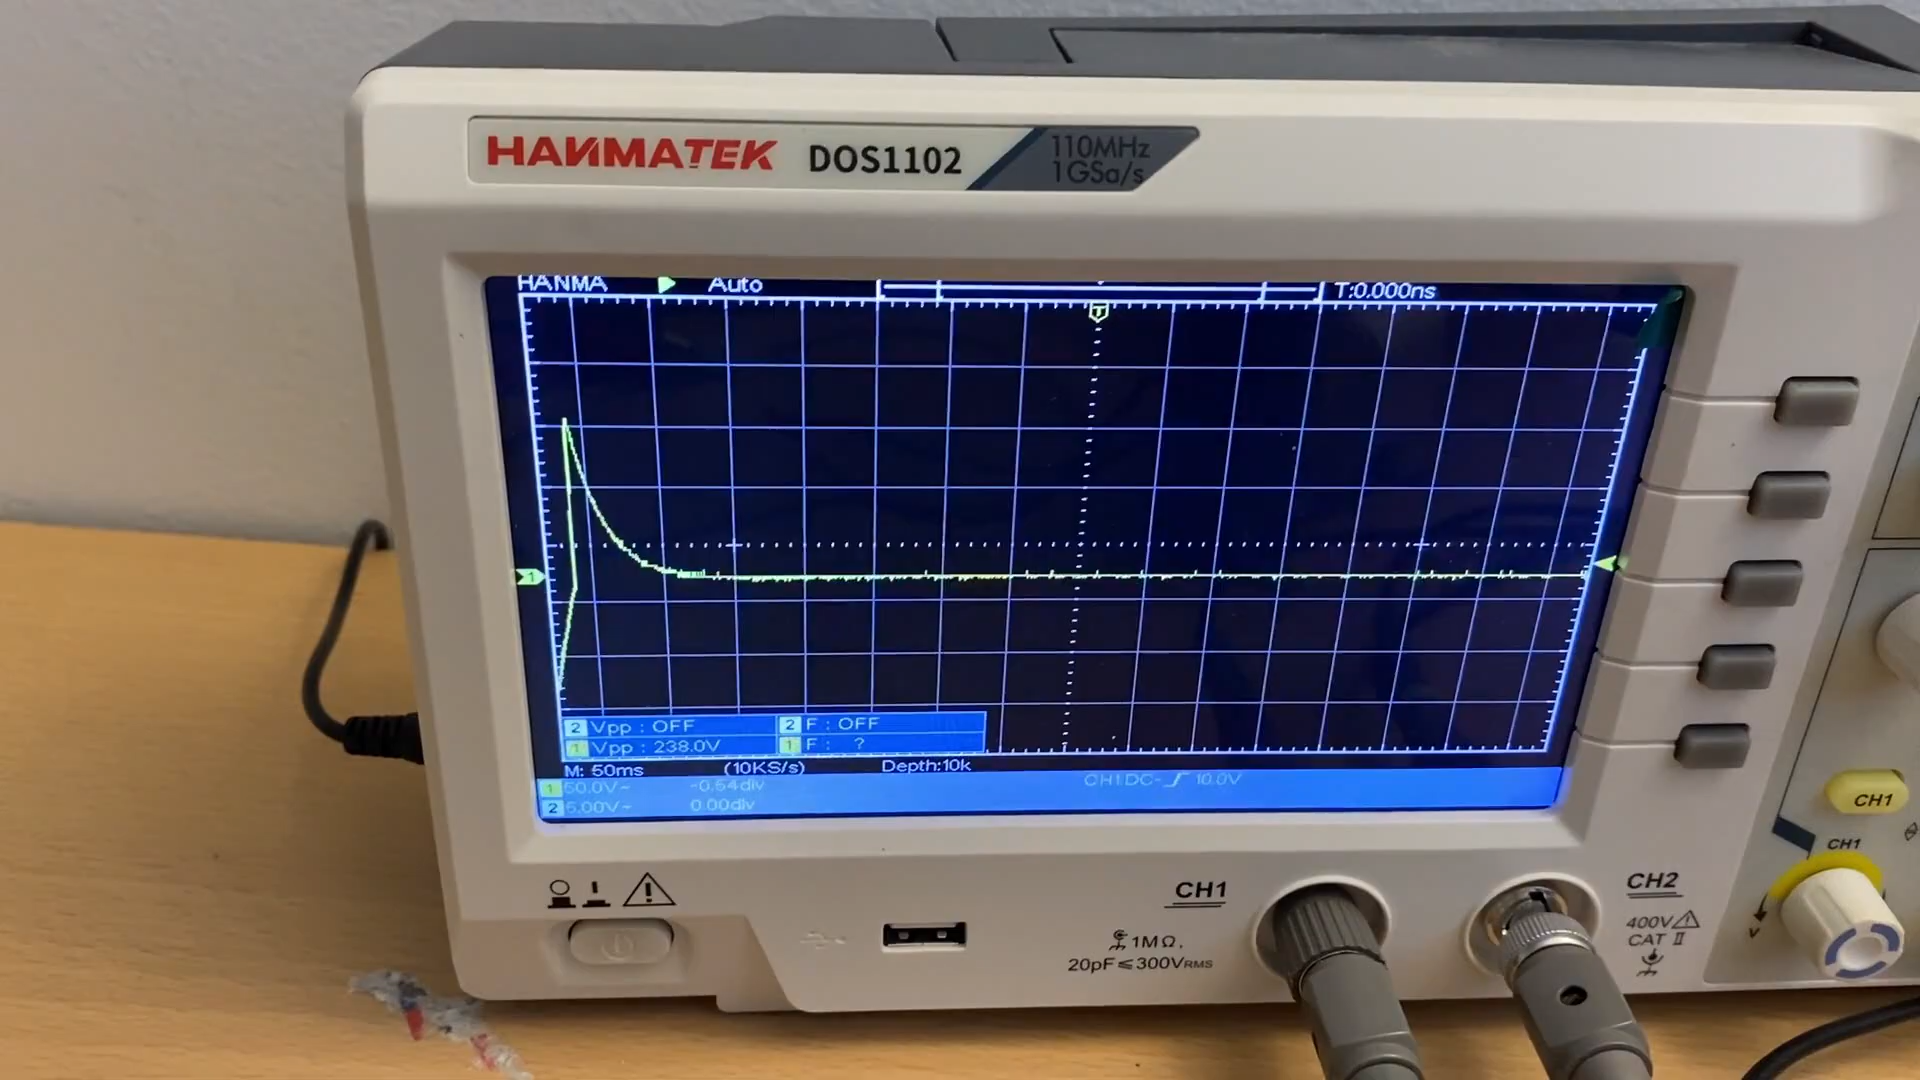 HANMATEK DOS1102 110MHz
1GSa/s
HANMA Auto T:0.000ns
T
1
2 Vpp : OFF 2 F : OFF
1 Vpp : 238.0V 1 F : ?
M: 50ms (10KS/s) Depth:10k
1 50.0V~ -0.54div CH1:DC- 10.0V
2 5.00V~ 0.00div
CH1
CH1
CH1
1MΩ,
20pF≤300VRMS
CH2
400V
CAT II
V